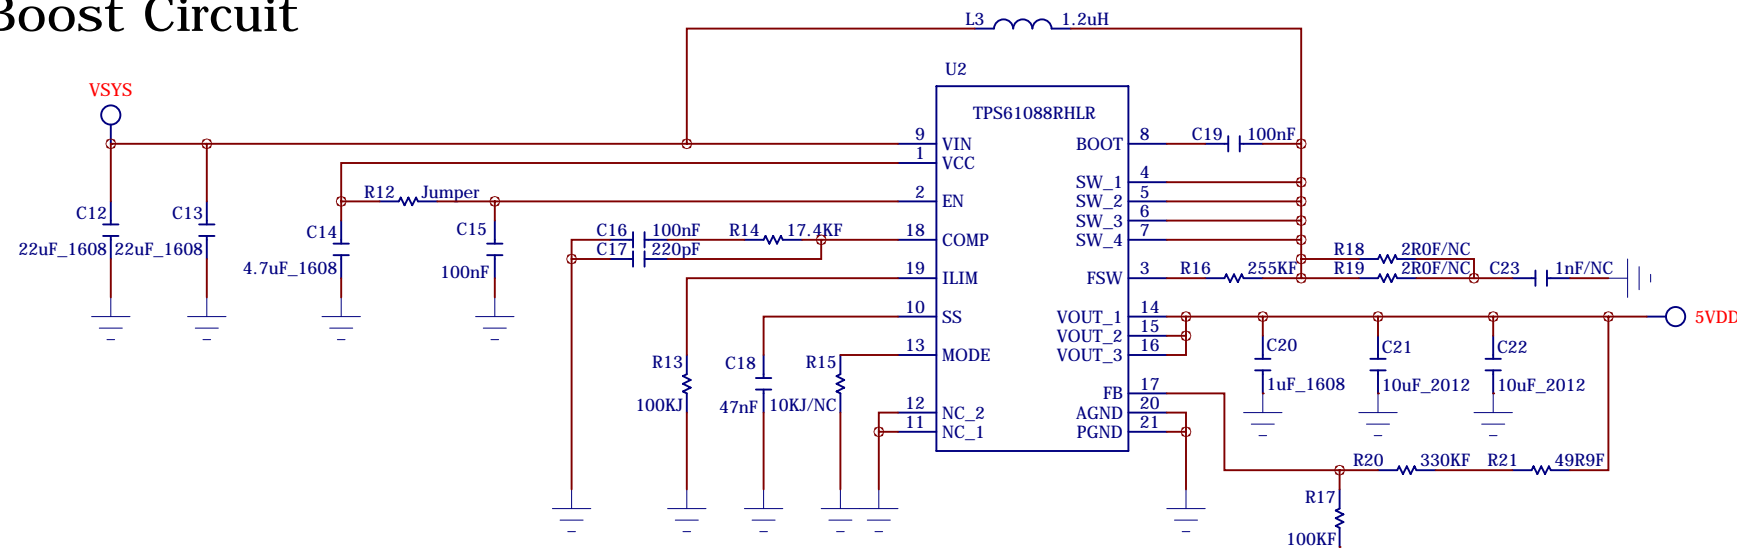 Boost Circuit
L3 1.2uH
U2
VSYS
TPS61088RHLR
9 VIN BOOT 8 C19 100nF
1 VCC
SW_1 4
R12 Jumper 2 EN SW_2 5
C12 C13 SW_3 6
C14 C15 C16 100nF R14 17.4KF 18 COMP SW_4 7
22uF_1608 22uF_1608 C17 220pF R18 2R0F/NC
4.7uF_1608 100nF 19 ILIM FSW 3 R16 255KF R19 2R0F/NC C23 1nF/NC
10 SS VOUT_1 14 5VDD
VOUT_2 15
13 MODE VOUT_3 16 C20 C21 C22
R13 C18 R15 1uF_1608 10uF_2012 10uF_2012
FB 17
100KJ 47nF 10KJ/NC 12 NC_2 AGND 20
11 NC_1 PGND 21
R20 330KF R21 49R9F
R17
100KF